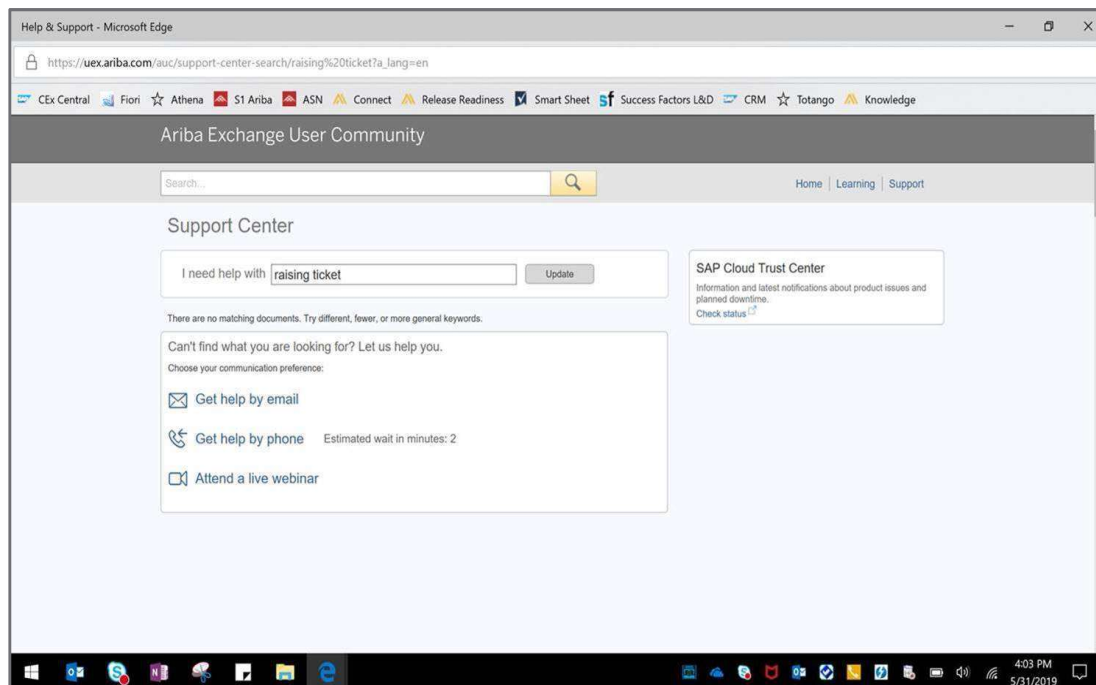 Help & Support - Microsoft Edge
https://uex.ariba.com/auc/support-center-search/raising%20ticket?a_lang=en
CEx Central Fiori Athena S1 Ariba ASN Connect Release Readiness Smart Sheet Success Factors L&D CRM Totango Knowledge
Ariba Exchange User Community
Search...
Home | Learning | Support
Support Center
I need help with raising ticket Update
There are no matching documents. Try different, fewer, or more general keywords.
Can't find what you are looking for? Let us help you.
Choose your communication preference:
Get help by email
Get help by phone Estimated wait in minutes: 2
Attend a live webinar
SAP Cloud Trust Center
Information and latest notifications about product issues and
planned downtime.
Check status
4:03 PM
5/31/2019